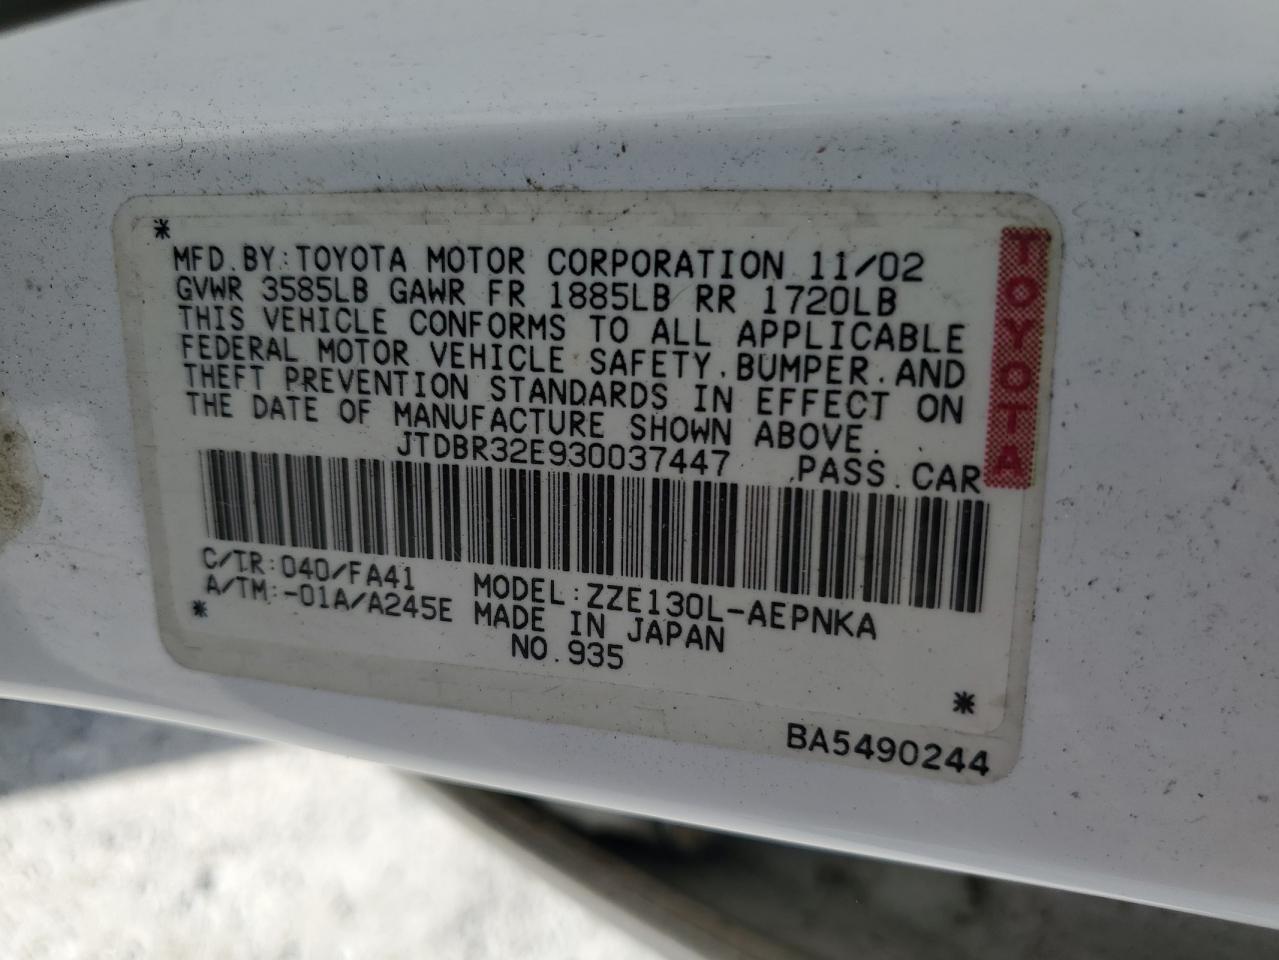 *
MFD.BY:TOYOTA MOTOR CORPORATION 11/02
GVWR 3585LB GAWR FR 1885LB RR 1720LB
THIS VEHICLE CONFORMS TO ALL APPLICABLE
FEDERAL MOTOR VEHICLE SAFETY,BUMPER,AND
THEFT PREVENTION STANDARDS IN EFFECT ON
THE DATE OF MANUFACTURE SHOWN ABOVE.
JTDBR32E930037447 PASS.CAR
TOYOTA
C/TR:040/FA41 MODEL:ZZE130L-AEPNKA
A/TM:-01A/A245E MADE IN JAPAN
* NO.935
*
BA5490244